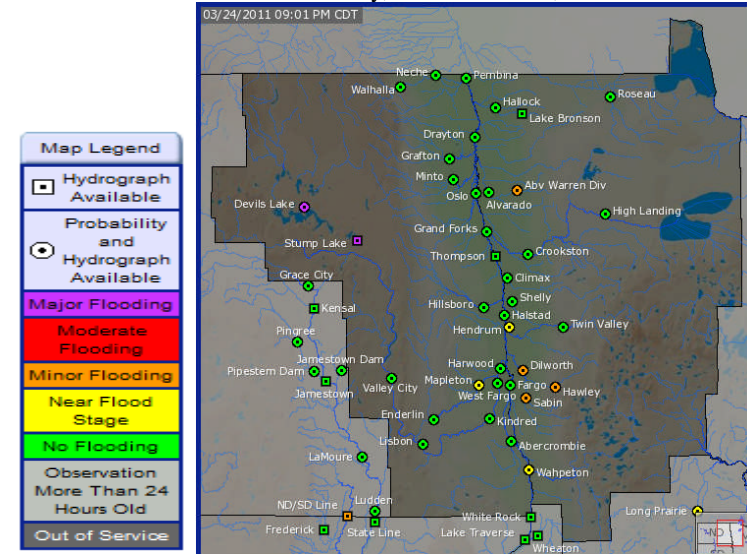 03/24/2011 09:01 PM CDT
Map Legend
Hydrograph
Available
Probability
and
Hydrograph
Available
Major Flooding
Moderate
Flooding
Minor Flooding
Near Flood
Stage
No Flooding
Observation
More Than 24
Hours Old
Out of Service
Neche
Pembina
Walhalla
Roseau
Hallock
Lake Bronson
Drayton
Grafton
Minto
Abv Warren Div
Oslo
Alvarado
Devils Lake
High Landing
Grand Forks
Stump Lake
Crookston
Thompson
Grace City
Climax
Shelly
Hillsboro
Kensal
Halstad
Hendrum
Twin Valley
Pingree
Jamestown Dam
Harwood
Dilworth
Pipestem Dam
Mapleton
Fargo
Jamestown
Valley City
West Fargo
Hawley
Sabin
Enderlin
Kindred
Lisbon
Abercrombie
LaMoure
Wahpeton
Ludden
ND/SD Line
Long Prairie
White Rock
Frederick
State Line
Lake Traverse
Wheaton
ND